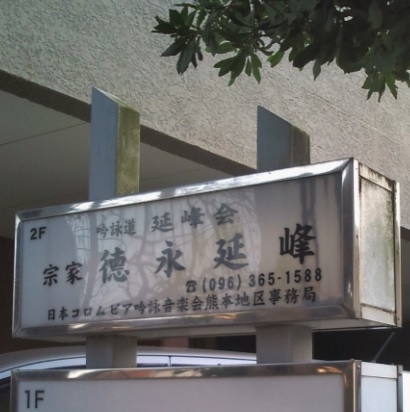 2F 吟詠道 延峰会
宗家 徳永延峰
☎(096)365-1588
日本コロムビア吟詠音楽会熊本地区事務局
1F